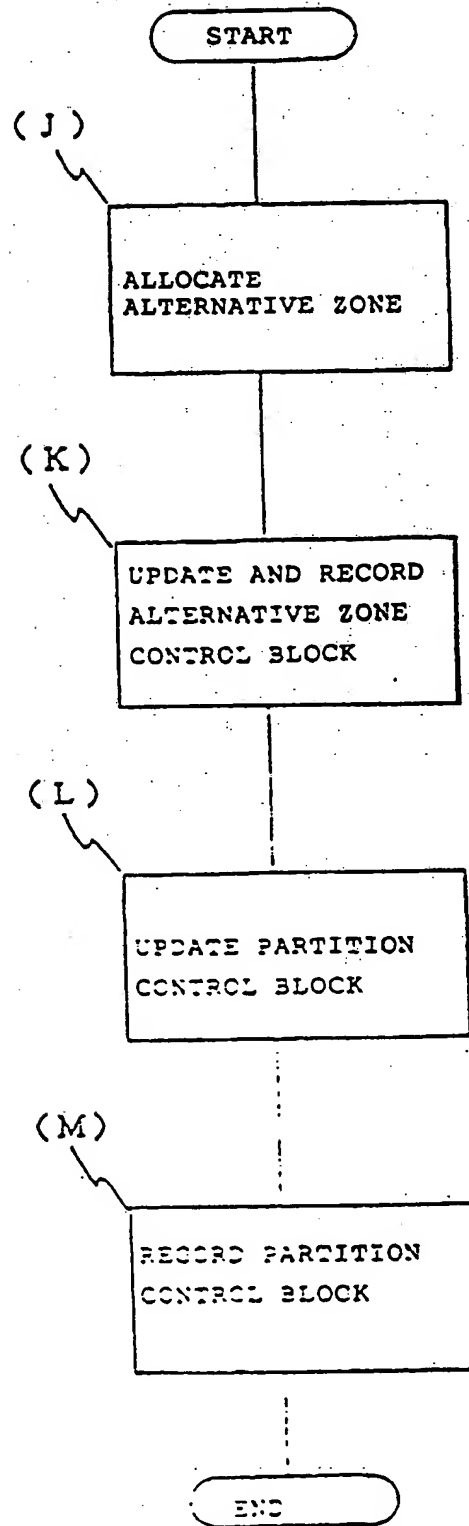 START
(J)
ALLOCATE
ALTERNATIVE ZONE
(K)
UPDATE AND RECORD
ALTERNATIVE ZONE
CONTROL BLOCK
(L)
UPDATE PARTITION
CONTROL BLOCK
(M)
RECORD PARTITION
CONTROL BLOCK
END